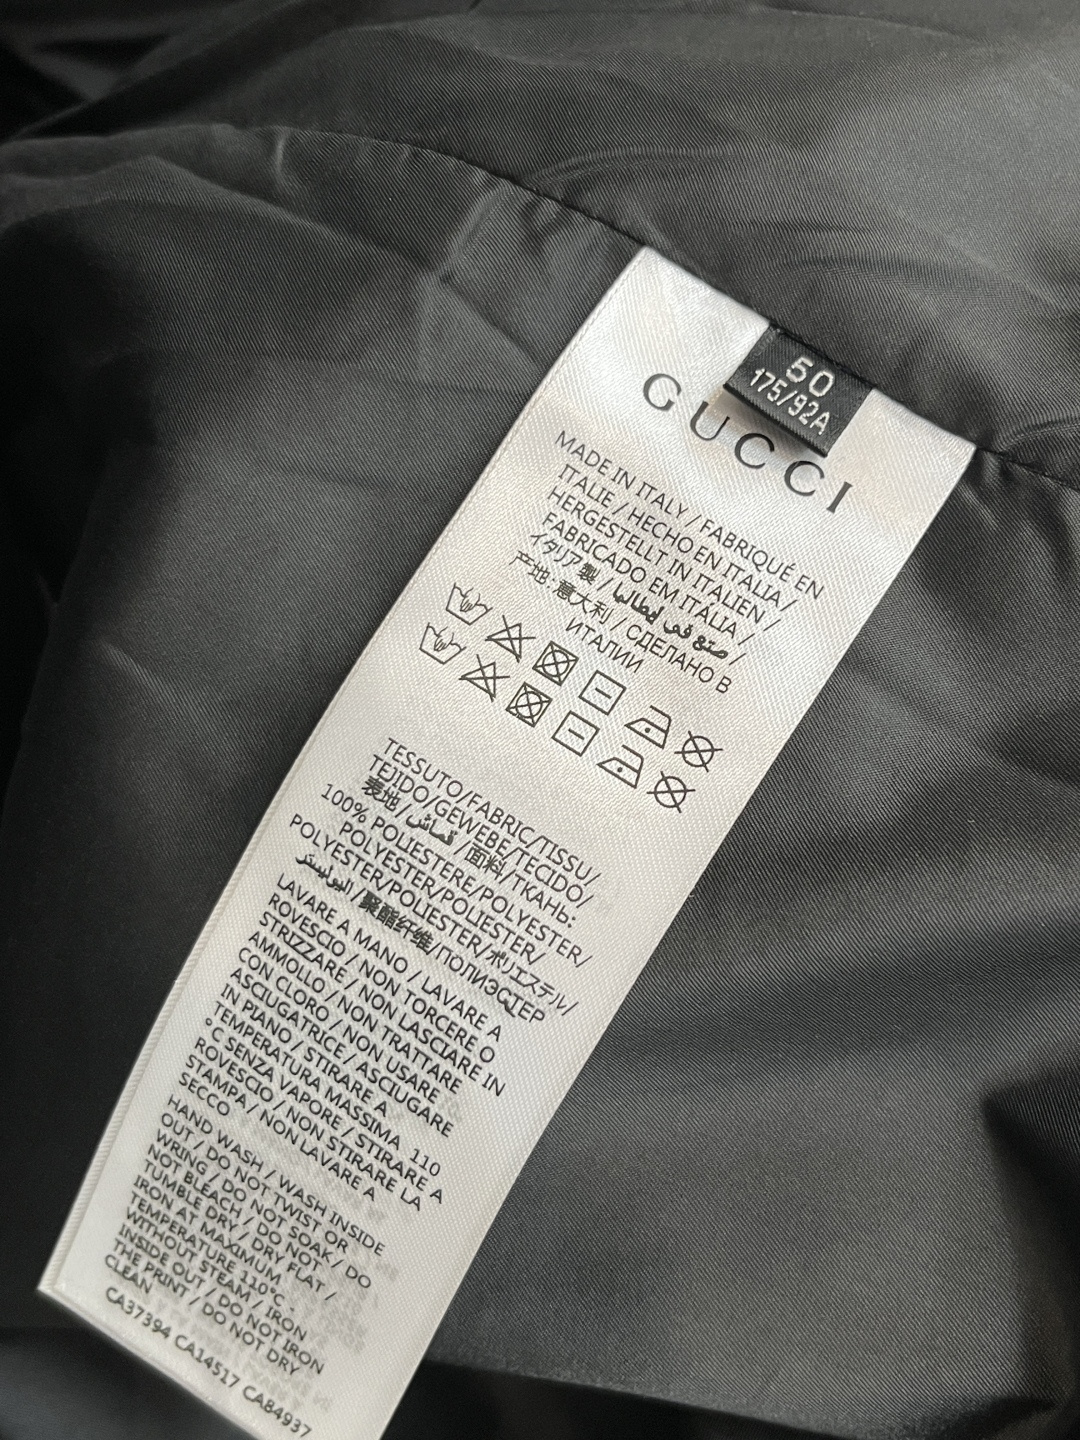 50
175/92A
GUCCI
MADE IN ITALY / FABRIQUÉ EN
ITALIE / HECHO EN ITALIA /
HERGESTELLT IN ITALIEN /
FABRICADO EM ITÁLIA /
イタリア製 / صنع في إيطاليا /
产地: 意大利 / СДЕЛАНО В
ИТАЛИИ
TESSUTO/FABRIC/TISSU/
TEJIDO/GEWEBE/TECIDO/
表地/قماش/面料/ТКАНЬ:
100% POLIESTERE/POLYESTER/
POLYESTER/POLIESTER/
POLYESTER/POLIESTER/ポリエステル/
البوليستر/聚酯纤维/ПОЛИЭСТЕР
LAVARE A MANO / LAVARE A
ROVESCIO / NON TORCERE O
STRIZZARE / NON LASCIARE IN
AMMOLLO / NON TRATTARE
CON CLORO / NON USARE
ASCIUGATRICE / ASCIUGARE
IN PIANO / STIRARE A
TEMPERATURA MASSIMA 110
°C SENZA VAPORE / STIRARE A
ROVESCIO / NON STIRARE LA
STAMPA / NON LAVARE A
SECCO
HAND WASH / WASH INSIDE
OUT / DO NOT TWIST OR
WRING / DO NOT SOAK / DO
NOT BLEACH / DO NOT
TUMBLE DRY / DRY FLAT /
IRON AT MAXIMUM
TEMPERATURE 110°C -
WITHOUT STEAM / IRON
INSIDE OUT / DO NOT IRON
THE PRINT / DO NOT DRY
CLEAN
CA37394 CA14517 CA84937